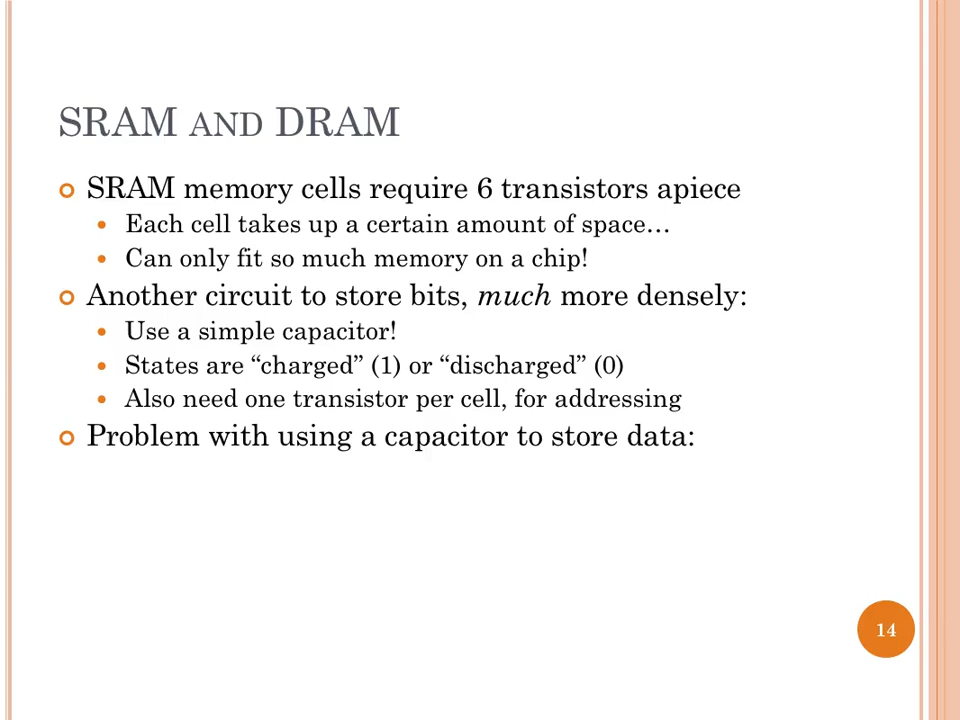 SRAM AND DRAM
SRAM memory cells require 6 transistors apiece
Each cell takes up a certain amount of space…
Can only fit so much memory on a chip!
Another circuit to store bits, much more densely:
Use a simple capacitor!
States are “charged” (1) or “discharged” (0)
Also need one transistor per cell, for addressing
Problem with using a capacitor to store data:
14